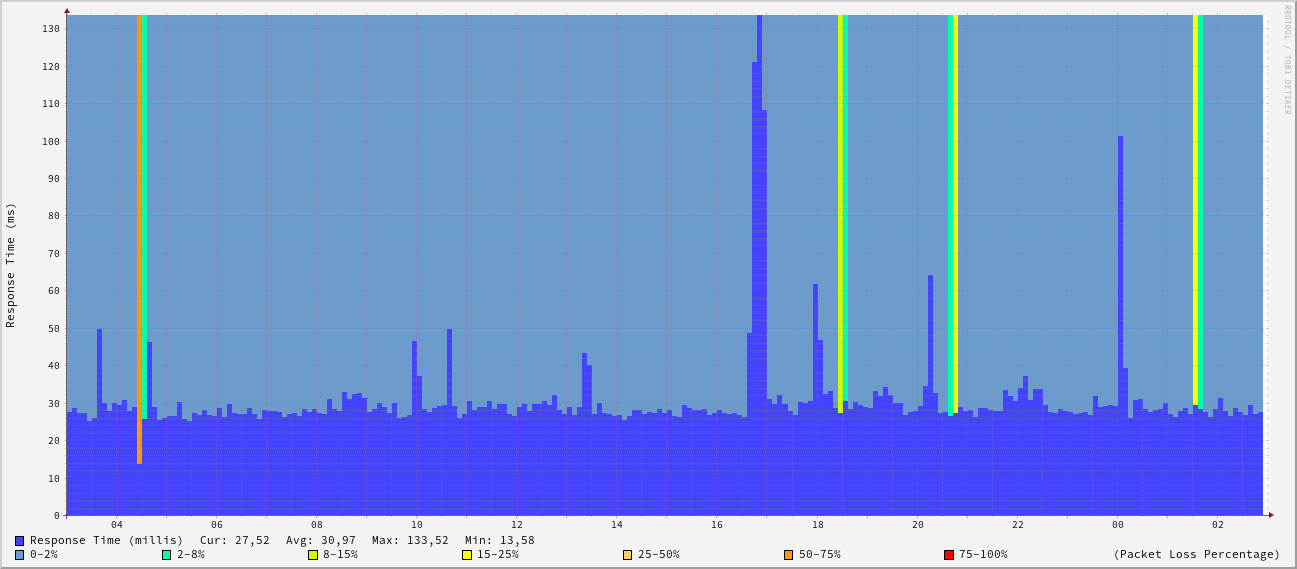 RRDTOOL / TOBI OETIKER
Response Time (ms)
130
120
110
100
90
80
70
60
50
40
30
20
10
0
04 06 08 10 12 14 16 18 20 22 00 02
Response Time (millis) Cur: 27,52 Avg: 30,97 Max: 133,52 Min: 13,58
0-2% 2-8% 8-15% 15-25% 25-50% 50-75% 75-100% (Packet Loss Percentage)